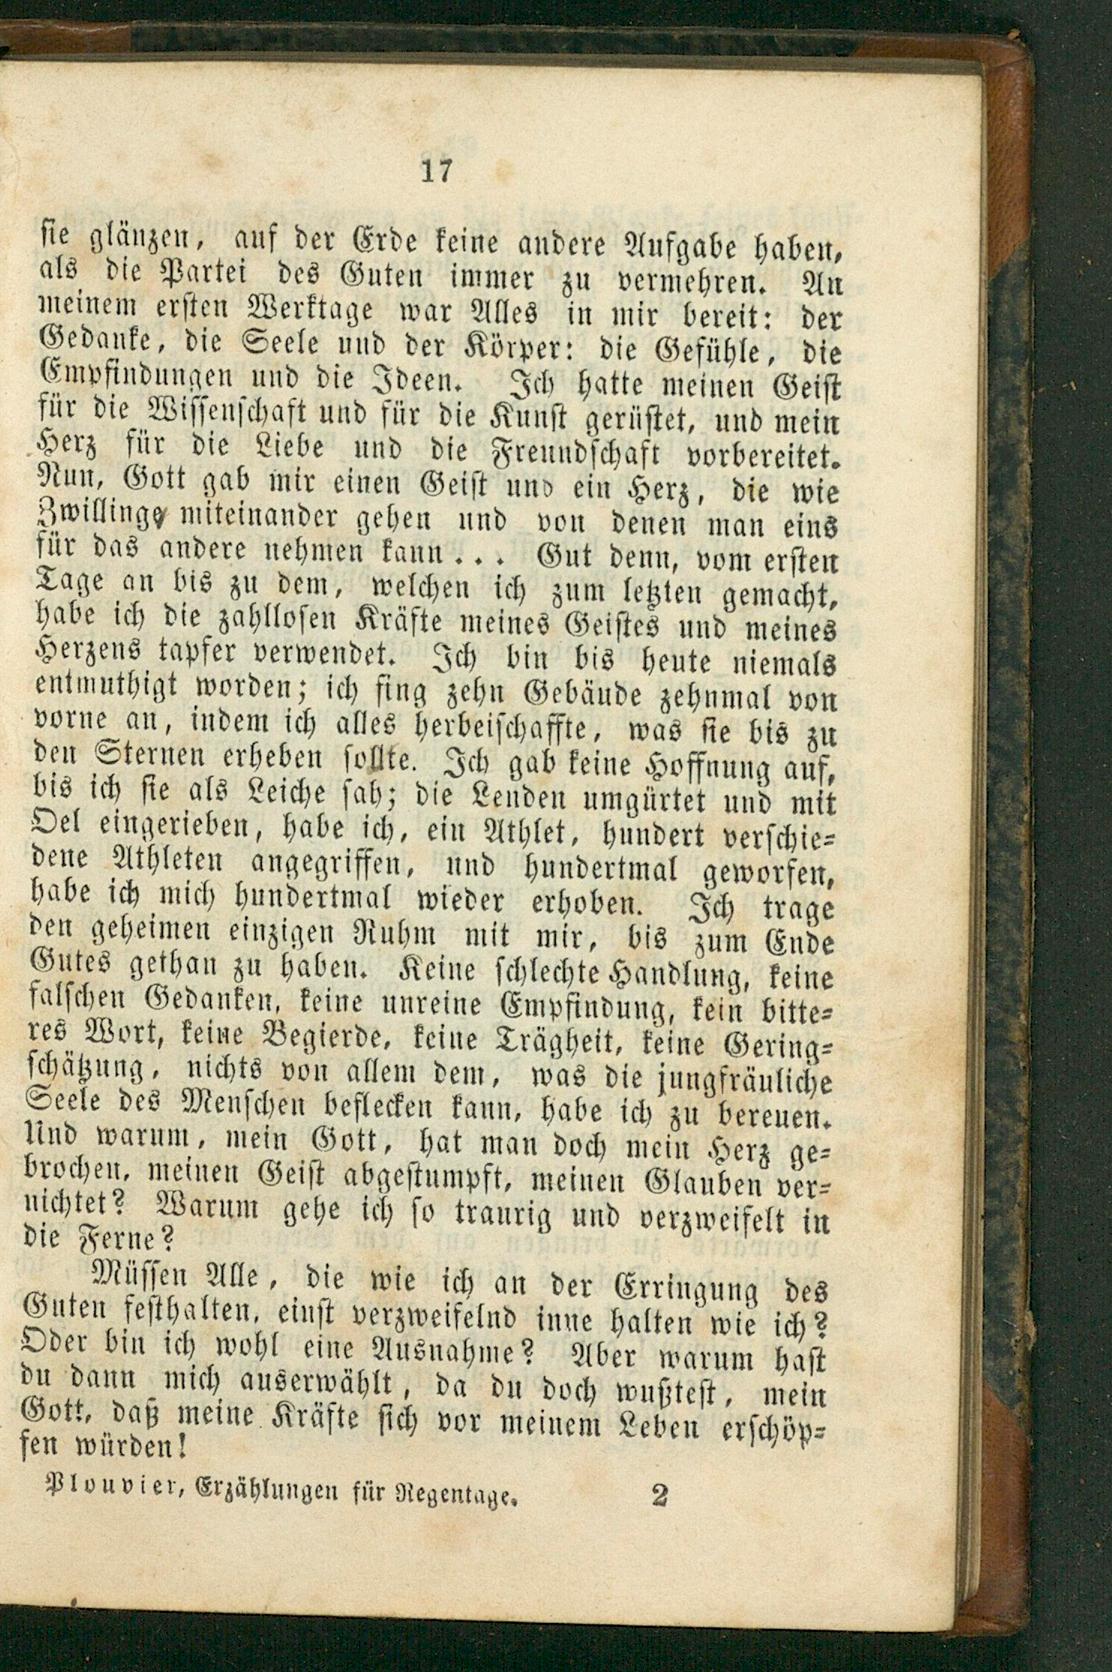 17
sie glänzen, auf der Erde keine andere Aufgabe haben,
als die Partei des Guten immer zu vermehren. An
meinem ersten Werktage war Alles in mir bereit: der
Gedanke, die Seele und der Körper: die Gefühle, die
Empfindungen und die Ideen. Ich hatte meinen Geist
für die Wissenschaft und für die Kunst gerüstet, und mein
Herz für die Liebe und die Freundschaft vorbereitet.
Nun, Gott gab mir einen Geist und ein Herz, die wie
Zwillinge miteinander gehen und von denen man eins
für das andere nehmen kann... Gut denn, vom ersten
Tage an bis zu dem, welchen ich zum letzten gemacht,
habe ich die zahllosen Kräfte meines Geistes und meines
Herzens tapfer verwendet. Ich bin bis heute niemals
entmuthigt worden; ich fing zehn Gebäude zehnmal von
vorne an, indem ich alles herbeischaffte, was sie bis zu
den Sternen erheben sollte. Ich gab keine Hoffnung auf,
bis ich sie als Leiche sah; die Lenden umgürtet und mit
Oel eingerieben, habe ich, ein Athlet, hundert verschie-
dene Athleten angegriffen, und hundertmal geworfen,
habe ich mich hundertmal wieder erhoben. Ich trage
den geheimen einzigen Ruhm mit mir, bis zum Ende
Gutes gethan zu haben. Keine schlechte Handlung, keine
falschen Gedanken, keine unreine Empfindung, kein bitte-
res Wort, keine Begierde, keine Trägheit, keine Gering-
schätzung, nichts von allem dem, was die jungfräuliche
Seele des Menschen beflecken kann, habe ich zu bereuen.
Und warum, mein Gott, hat man doch mein Herz ge-
brochen, meinen Geist abgestumpft, meinen Glauben ver-
nichtet? Warum gehe ich so traurig und verzweifelt in
die Ferne?
Müssen Alle, die wie ich an der Erringung des
Guten festhalten, einst verzweifelnd inne halten wie ich?
Oder bin ich wohl eine Ausnahme? Aber warum hast
du dann mich auserwählt, da du doch wußtest, mein
Gott, daß meine Kräfte sich vor meinem Leben erschöp-
fen würden!
Plouvier, Erzählungen für Regentage. 2